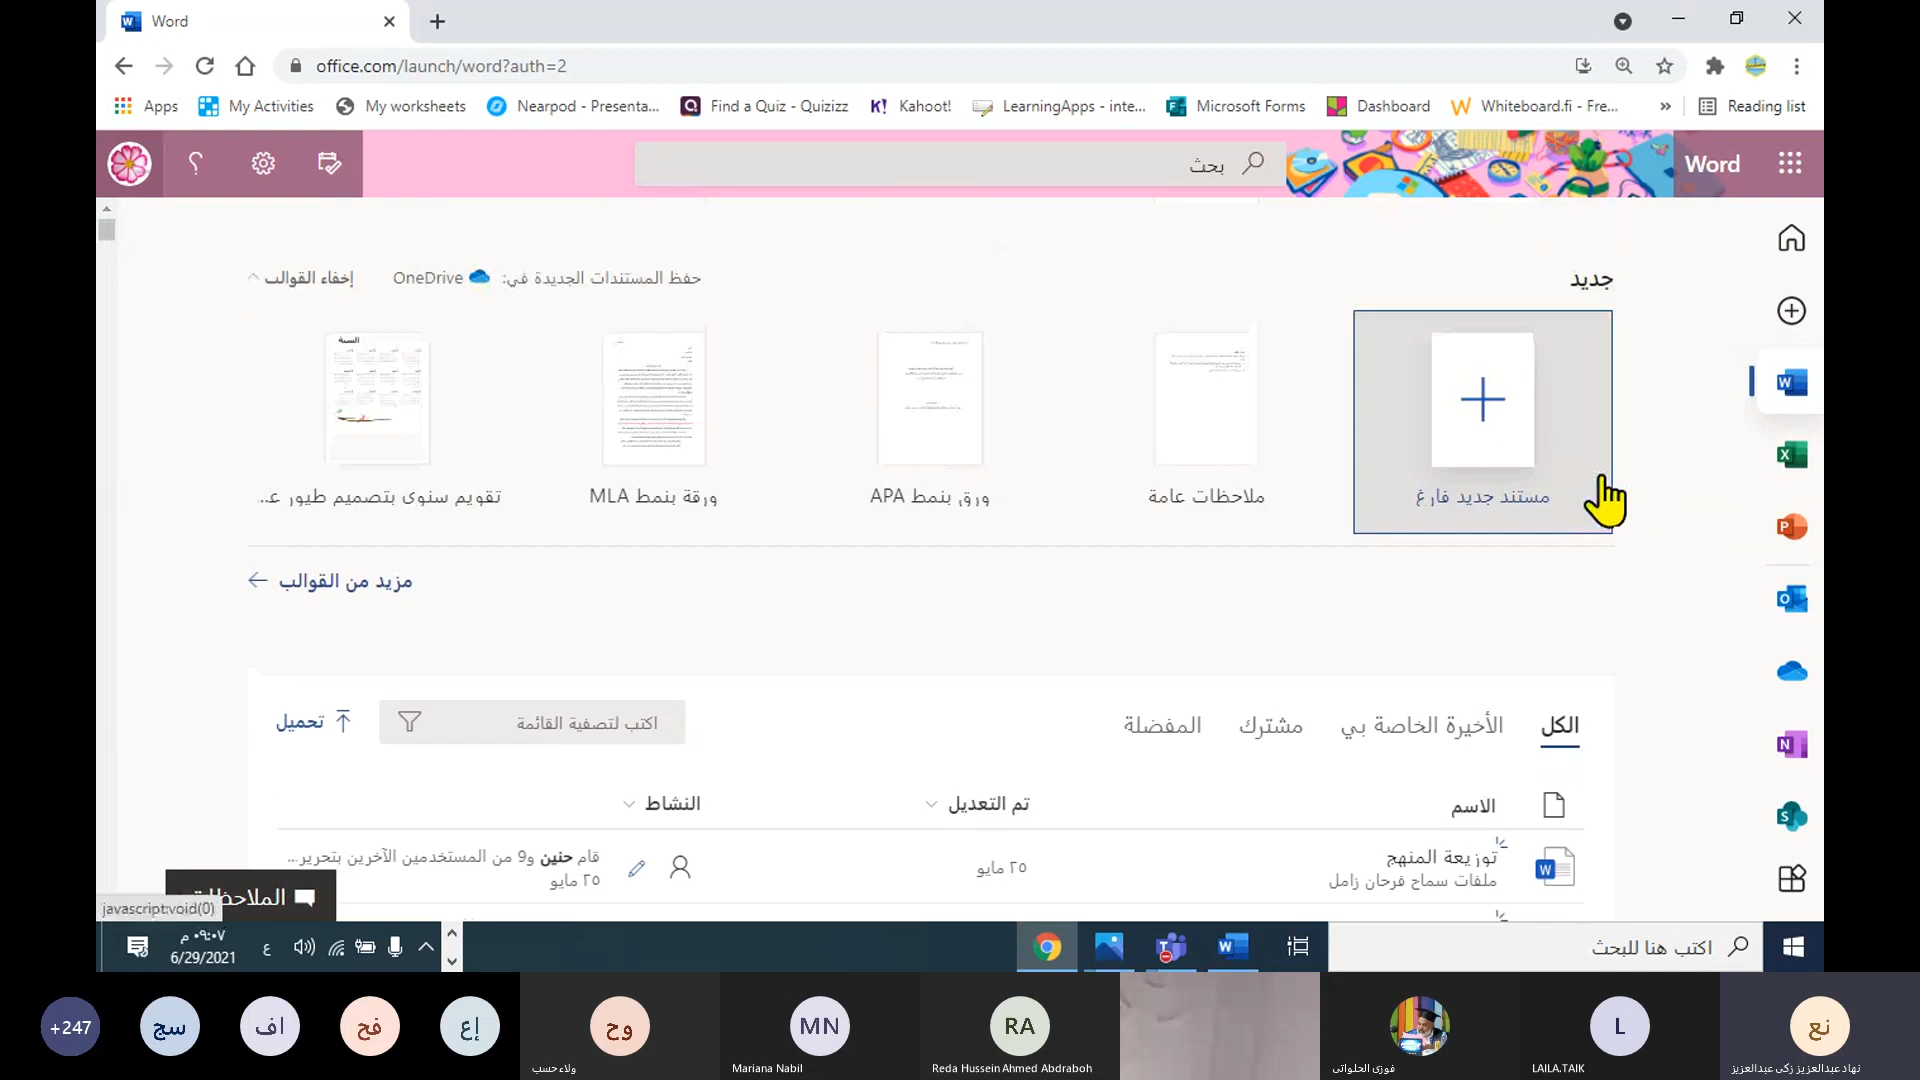 Word
office.com/launch/word?auth=2
Apps
My Activities
My worksheets
Nearpod - Presenta...
Find a Quiz - Quizizz
K! Kahoot!
LearningApps - inte...
Microsoft Forms
Dashboard
Whiteboard.fi - Fre...
»
Reading list
بحث
Word
جديد
حفظ المستندات الجديدة في: OneDrive
إخفاء القوالب
مستند جديد فارغ
ملاحظات عامة
ورق بنمط APA
ورقة بنمط MLA
تقويم سنوي بتصميم طيور عـ...
السنة
مزيد من القوالب
الكل
الأخيرة الخاصة بي
مشترك
المفضلة
اكتب لتصفية القائمة
تحميل
الاسم
تم التعديل
النشاط
توزيعة المنهج
ملفات سماح فرحان زامل
٢٥ مايو
قام حنين و9 من المستخدمين الآخرين بتحرير...
٢٥ مايو
javascript:void(0)
اكتب هنا للبحث
ع
٠٩:٠٧ م
6/29/2021
+247
سج
اف
فح
إع
وح
ولاء حسب
MN
Mariana Nabil
RA
Reda Hussein Ahmed Abdraboh
فوزى الحلوانى
L
LAILA.TAIK
نع
نهاد عبدالعزيز زكى عبدالعزيز